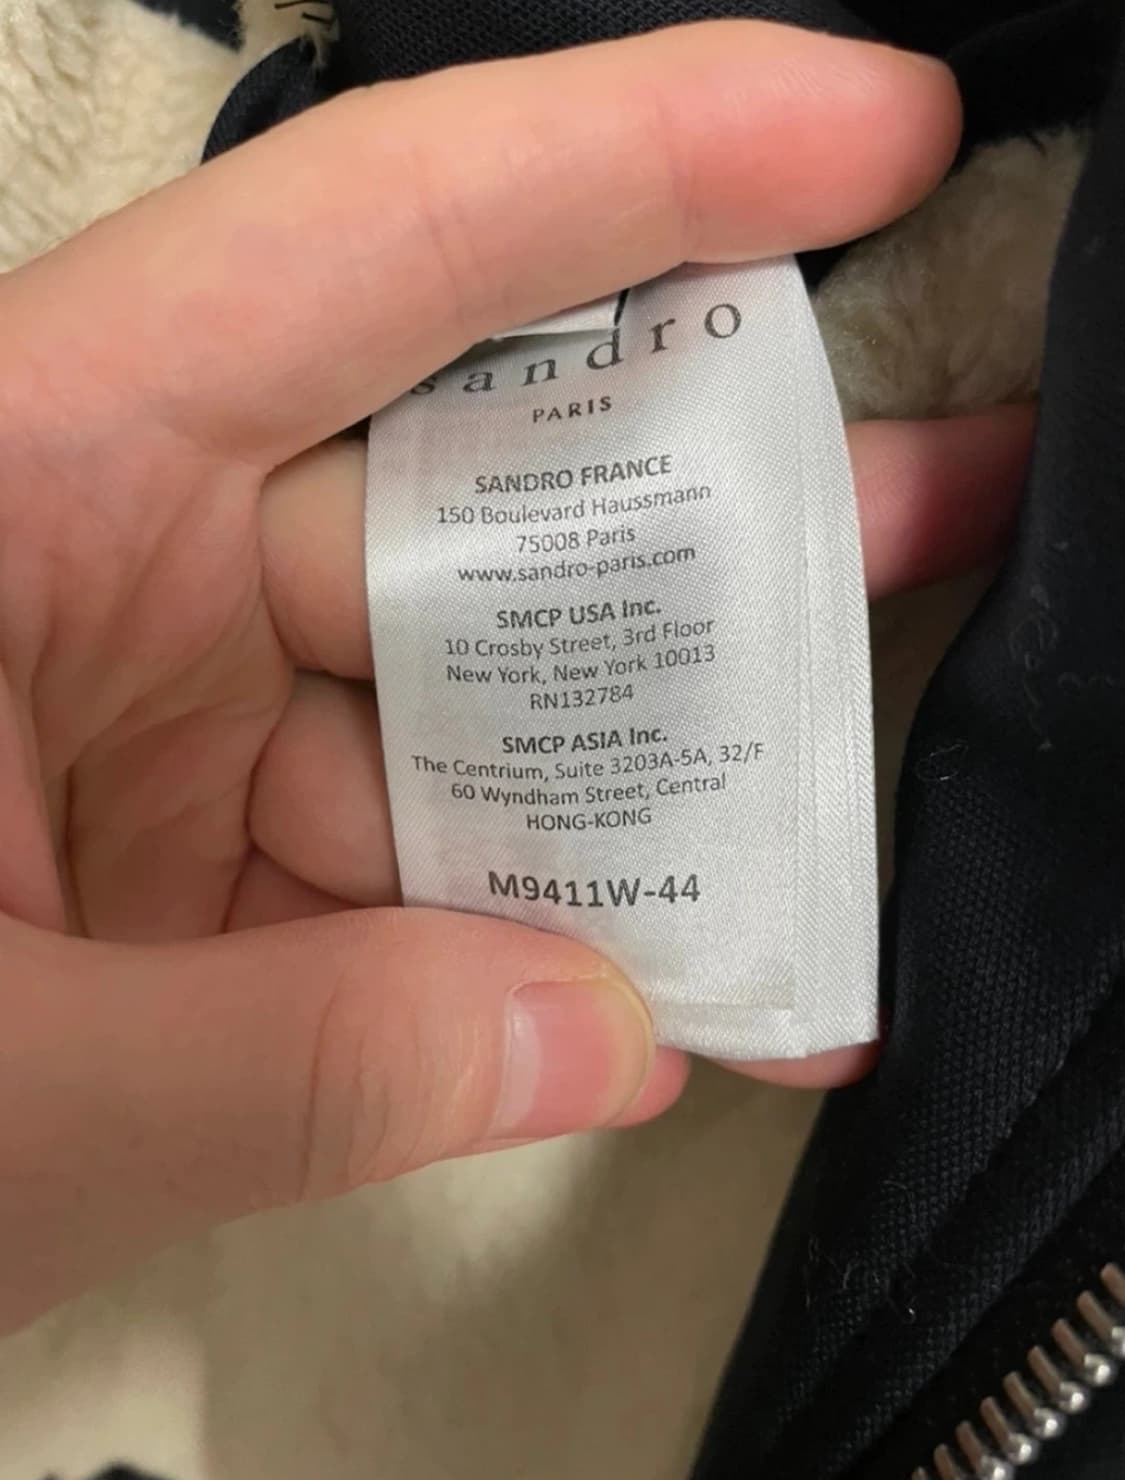 sandro
PARIS
SANDRO FRANCE
150 Boulevard Haussmann
75008 Paris
www.sandro-paris.com
SMCP USA Inc.
10 Crosby Street, 3rd Floor
New York, New York 10013
RN132784
SMCP ASIA Inc.
The Centrium, Suite 3203A-5A, 32/F
60 Wyndham Street, Central
HONG-KONG
M9411W-44